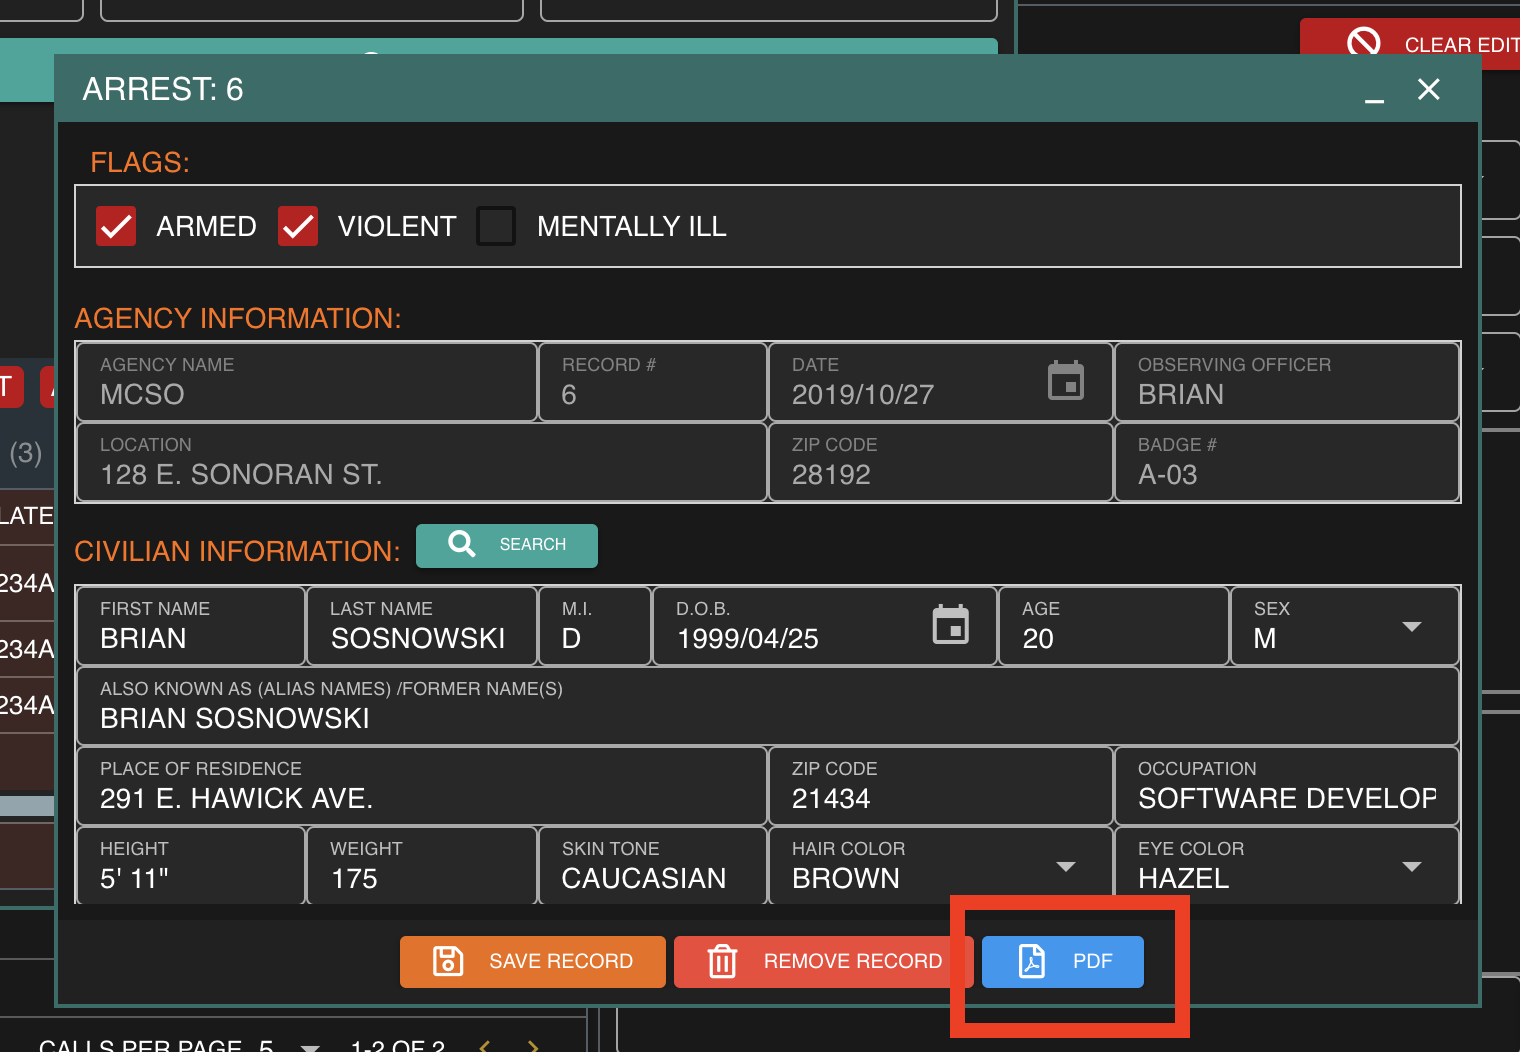 CLEAR EDIT
ARREST: 6
FLAGS:
ARMED VIOLENT MENTALLY ILL
AGENCY INFORMATION:
AGENCY NAME RECORD # DATE OBSERVING OFFICER
MCSO 6 2019/10/27 BRIAN
LOCATION ZIP CODE BADGE #
128 E. SONORAN ST. 28192 A-03
(3)
CIVILIAN INFORMATION: SEARCH
LATE
FIRST NAME LAST NAME M.I. D.O.B. AGE SEX
BRIAN SOSNOWSKI D 1999/04/25 20 M
234A
ALSO KNOWN AS (ALIAS NAMES) /FORMER NAME(S)
BRIAN SOSNOWSKI
234A
234A
PLACE OF RESIDENCE ZIP CODE OCCUPATION
291 E. HAWICK AVE. 21434 SOFTWARE DEVELOP
HEIGHT WEIGHT SKIN TONE HAIR COLOR EYE COLOR
5' 11" 175 CAUCASIAN BROWN HAZEL
SAVE RECORD REMOVE RECORD PDF
CALLS PER PAGE 5 1-2 OF 2